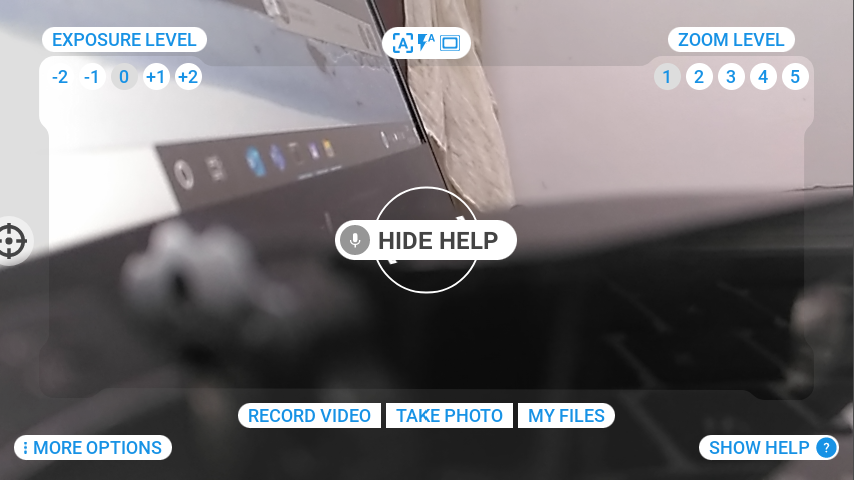 EXPOSURE LEVEL
A
A
ZOOM LEVEL
-2 -1 0 +1 +2
1 2 3 4 5
HIDE HELP
RECORD VIDEO TAKE PHOTO MY FILES
MORE OPTIONS
SHOW HELP ?